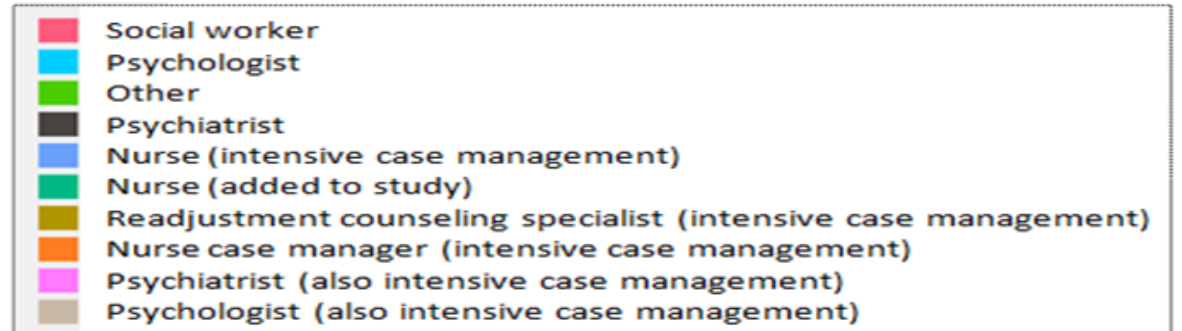 Social worker
Psychologist
Other
Psychiatrist
Nurse (intensive case management)
Nurse (added to study)
Readjustment counseling specialist (intensive case management)
Nurse case manager (intensive case management)
Psychiatrist (also intensive case management)
Psychologist (also intensive case management)